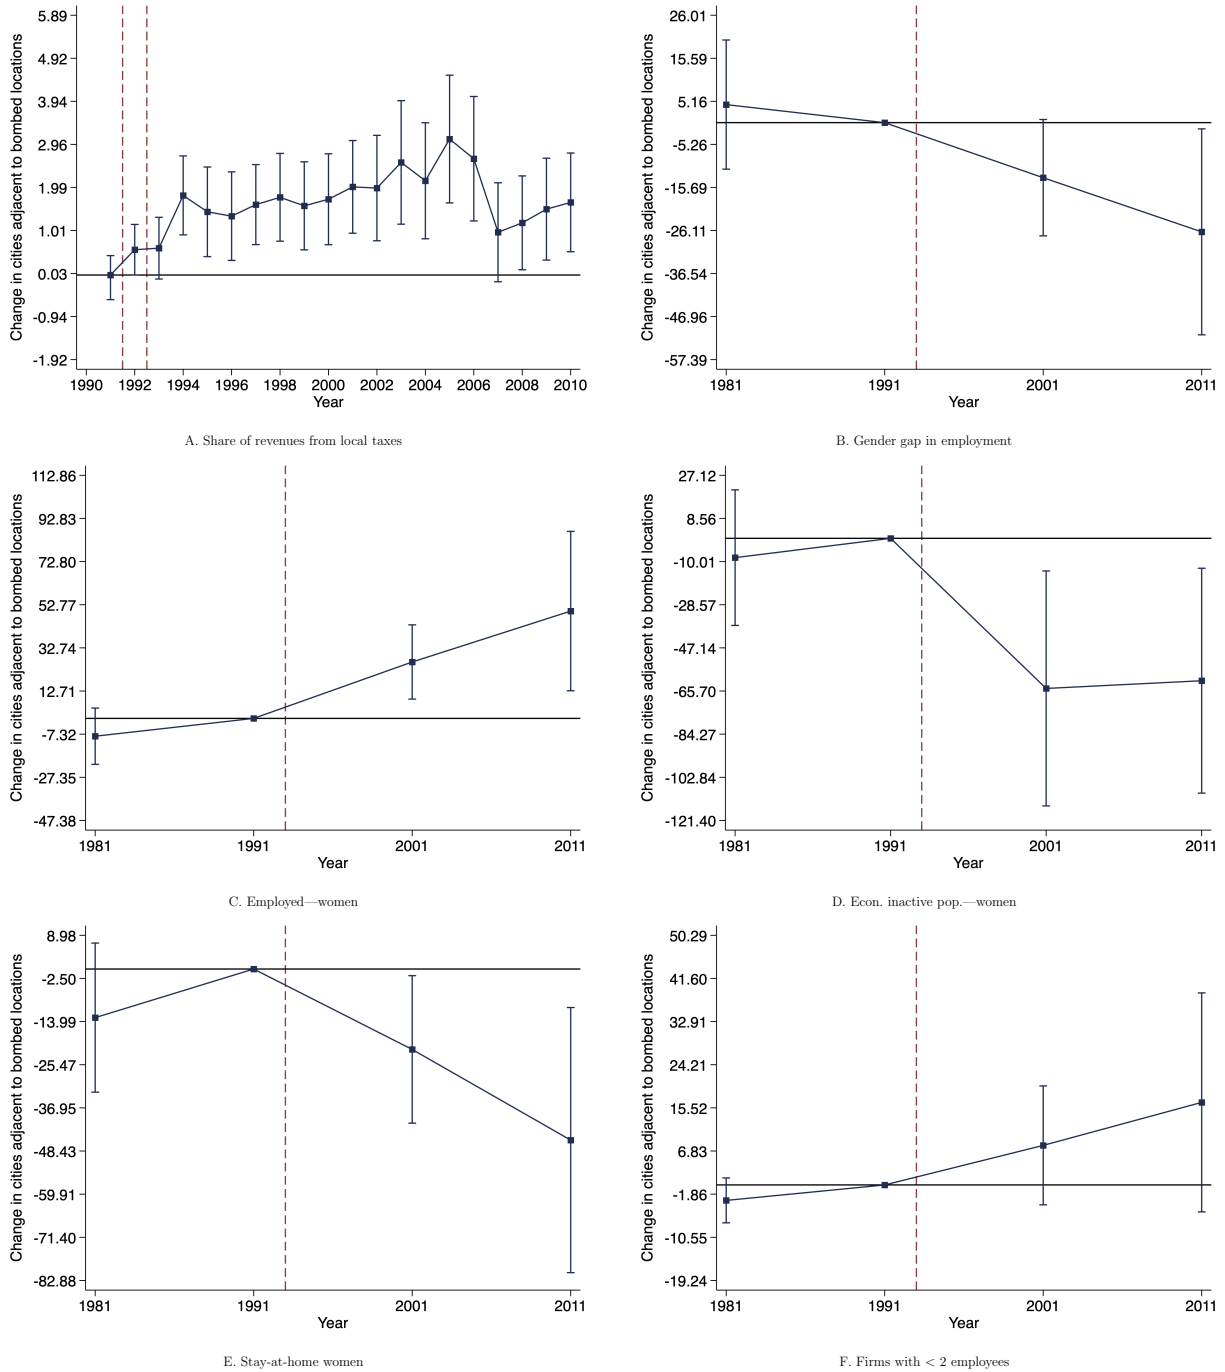 Change in cities adjacent to bombed locations
5.89
4.92
3.94
2.96
1.99
1.01
0.03
-0.94
-1.92
1990 1992 1994 1996 1998 2000 2002 2004 2006 2008 2010
Year
A. Share of revenues from local taxes
Change in cities adjacent to bombed locations
26.01
15.59
5.16
-5.26
-15.69
-26.11
-36.54
-46.96
-57.39
1981 1991 2001 2011
Year
B. Gender gap in employment
Change in cities adjacent to bombed locations
112.86
92.83
72.80
52.77
32.74
12.71
-7.32
-27.35
-47.38
1981 1991 2001 2011
Year
C. Employed—women
Change in cities adjacent to bombed locations
27.12
8.56
-10.01
-28.57
-47.14
-65.70
-84.27
-102.84
-121.40
1981 1991 2001 2011
Year
D. Econ. inactive pop.—women
Change in cities adjacent to bombed locations
8.98
-2.50
-13.99
-25.47
-36.95
-48.43
-59.91
-71.40
-82.88
1981 1991 2001 2011
Year
E. Stay-at-home women
Change in cities adjacent to bombed locations
50.29
41.60
32.91
24.21
15.52
6.83
-1.86
-10.55
-19.24
1981 1991 2001 2011
Year
F. Firms with < 2 employees